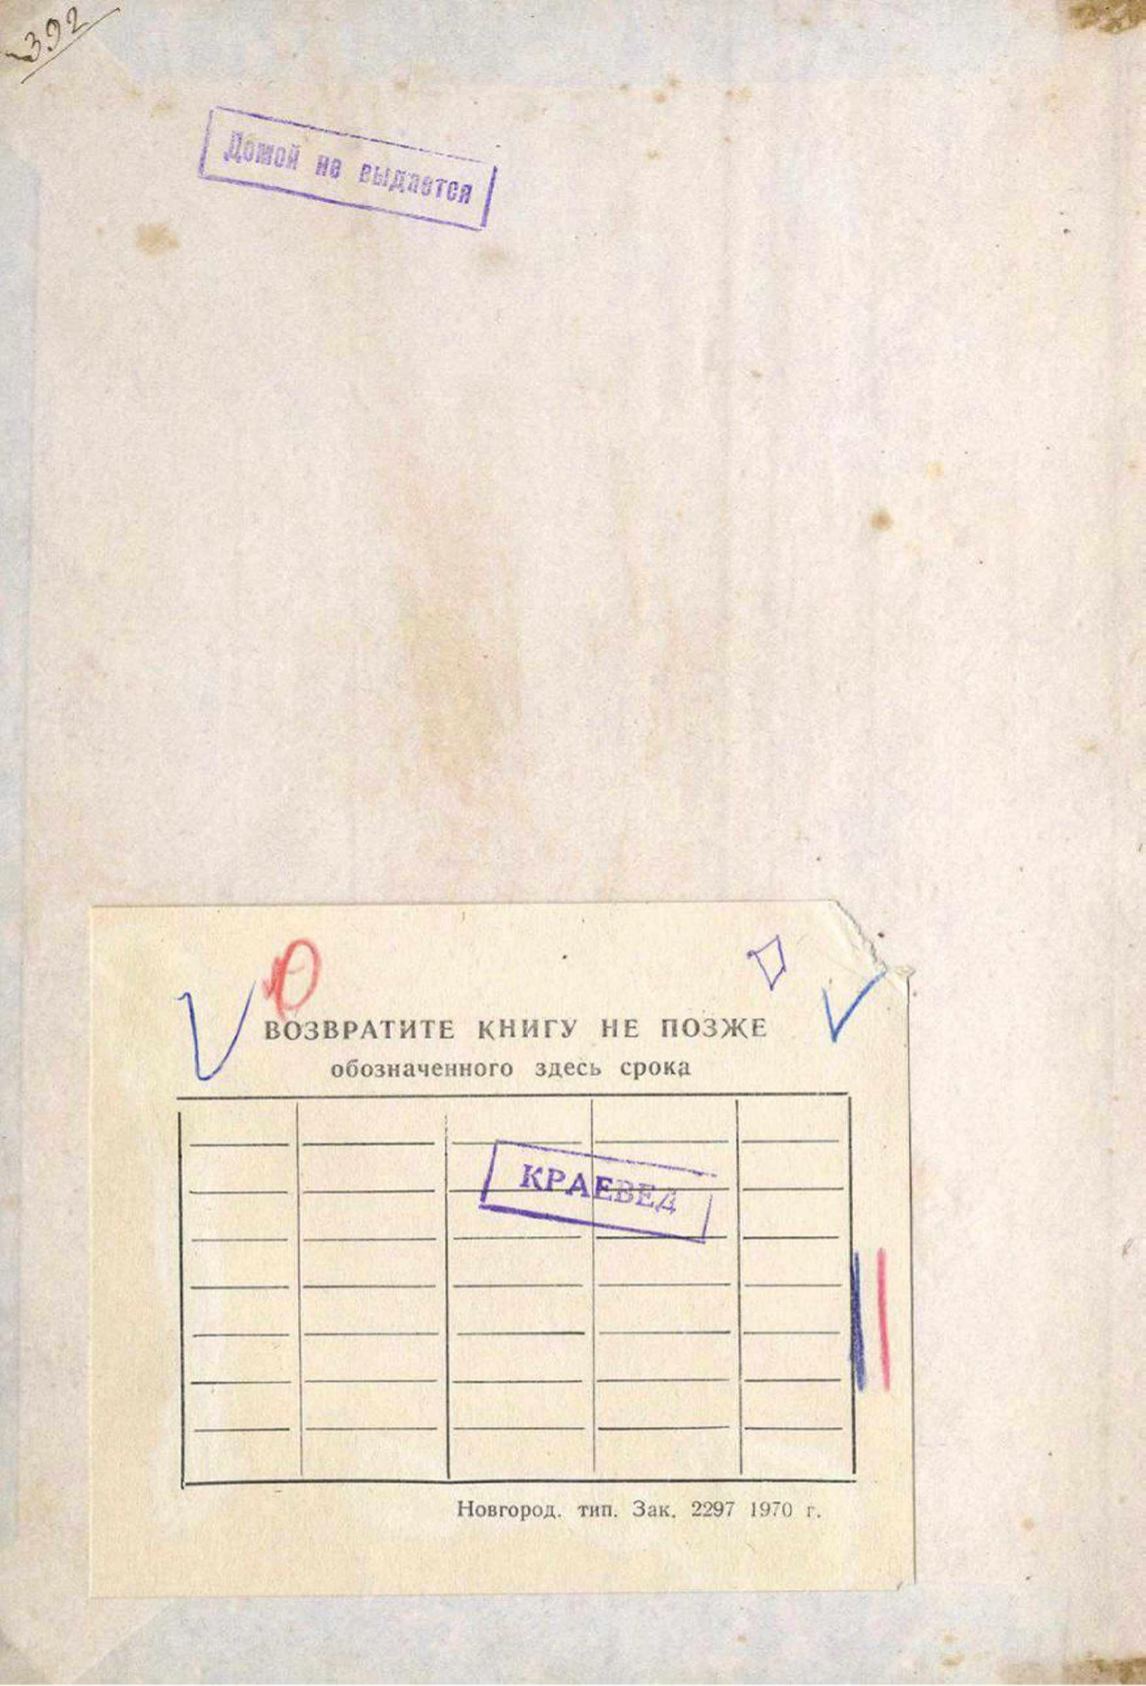 392
Домой не выдается
ВОЗВРАТИТЕ КНИГУ НЕ ПОЗЖЕ
обозначенного здесь срока
КРАЕВЕД
Новгород. тип. Зак. 2297 1970 г.